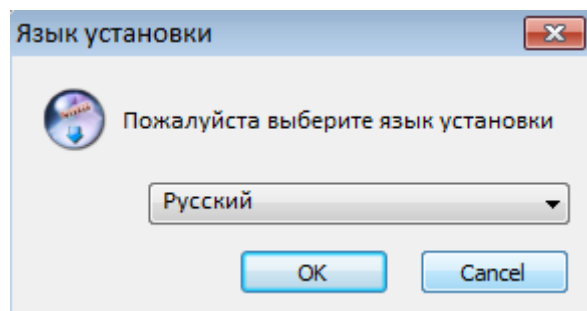 Язык установки
Пожалуйста выберите язык установки
Русский
OK
Cancel